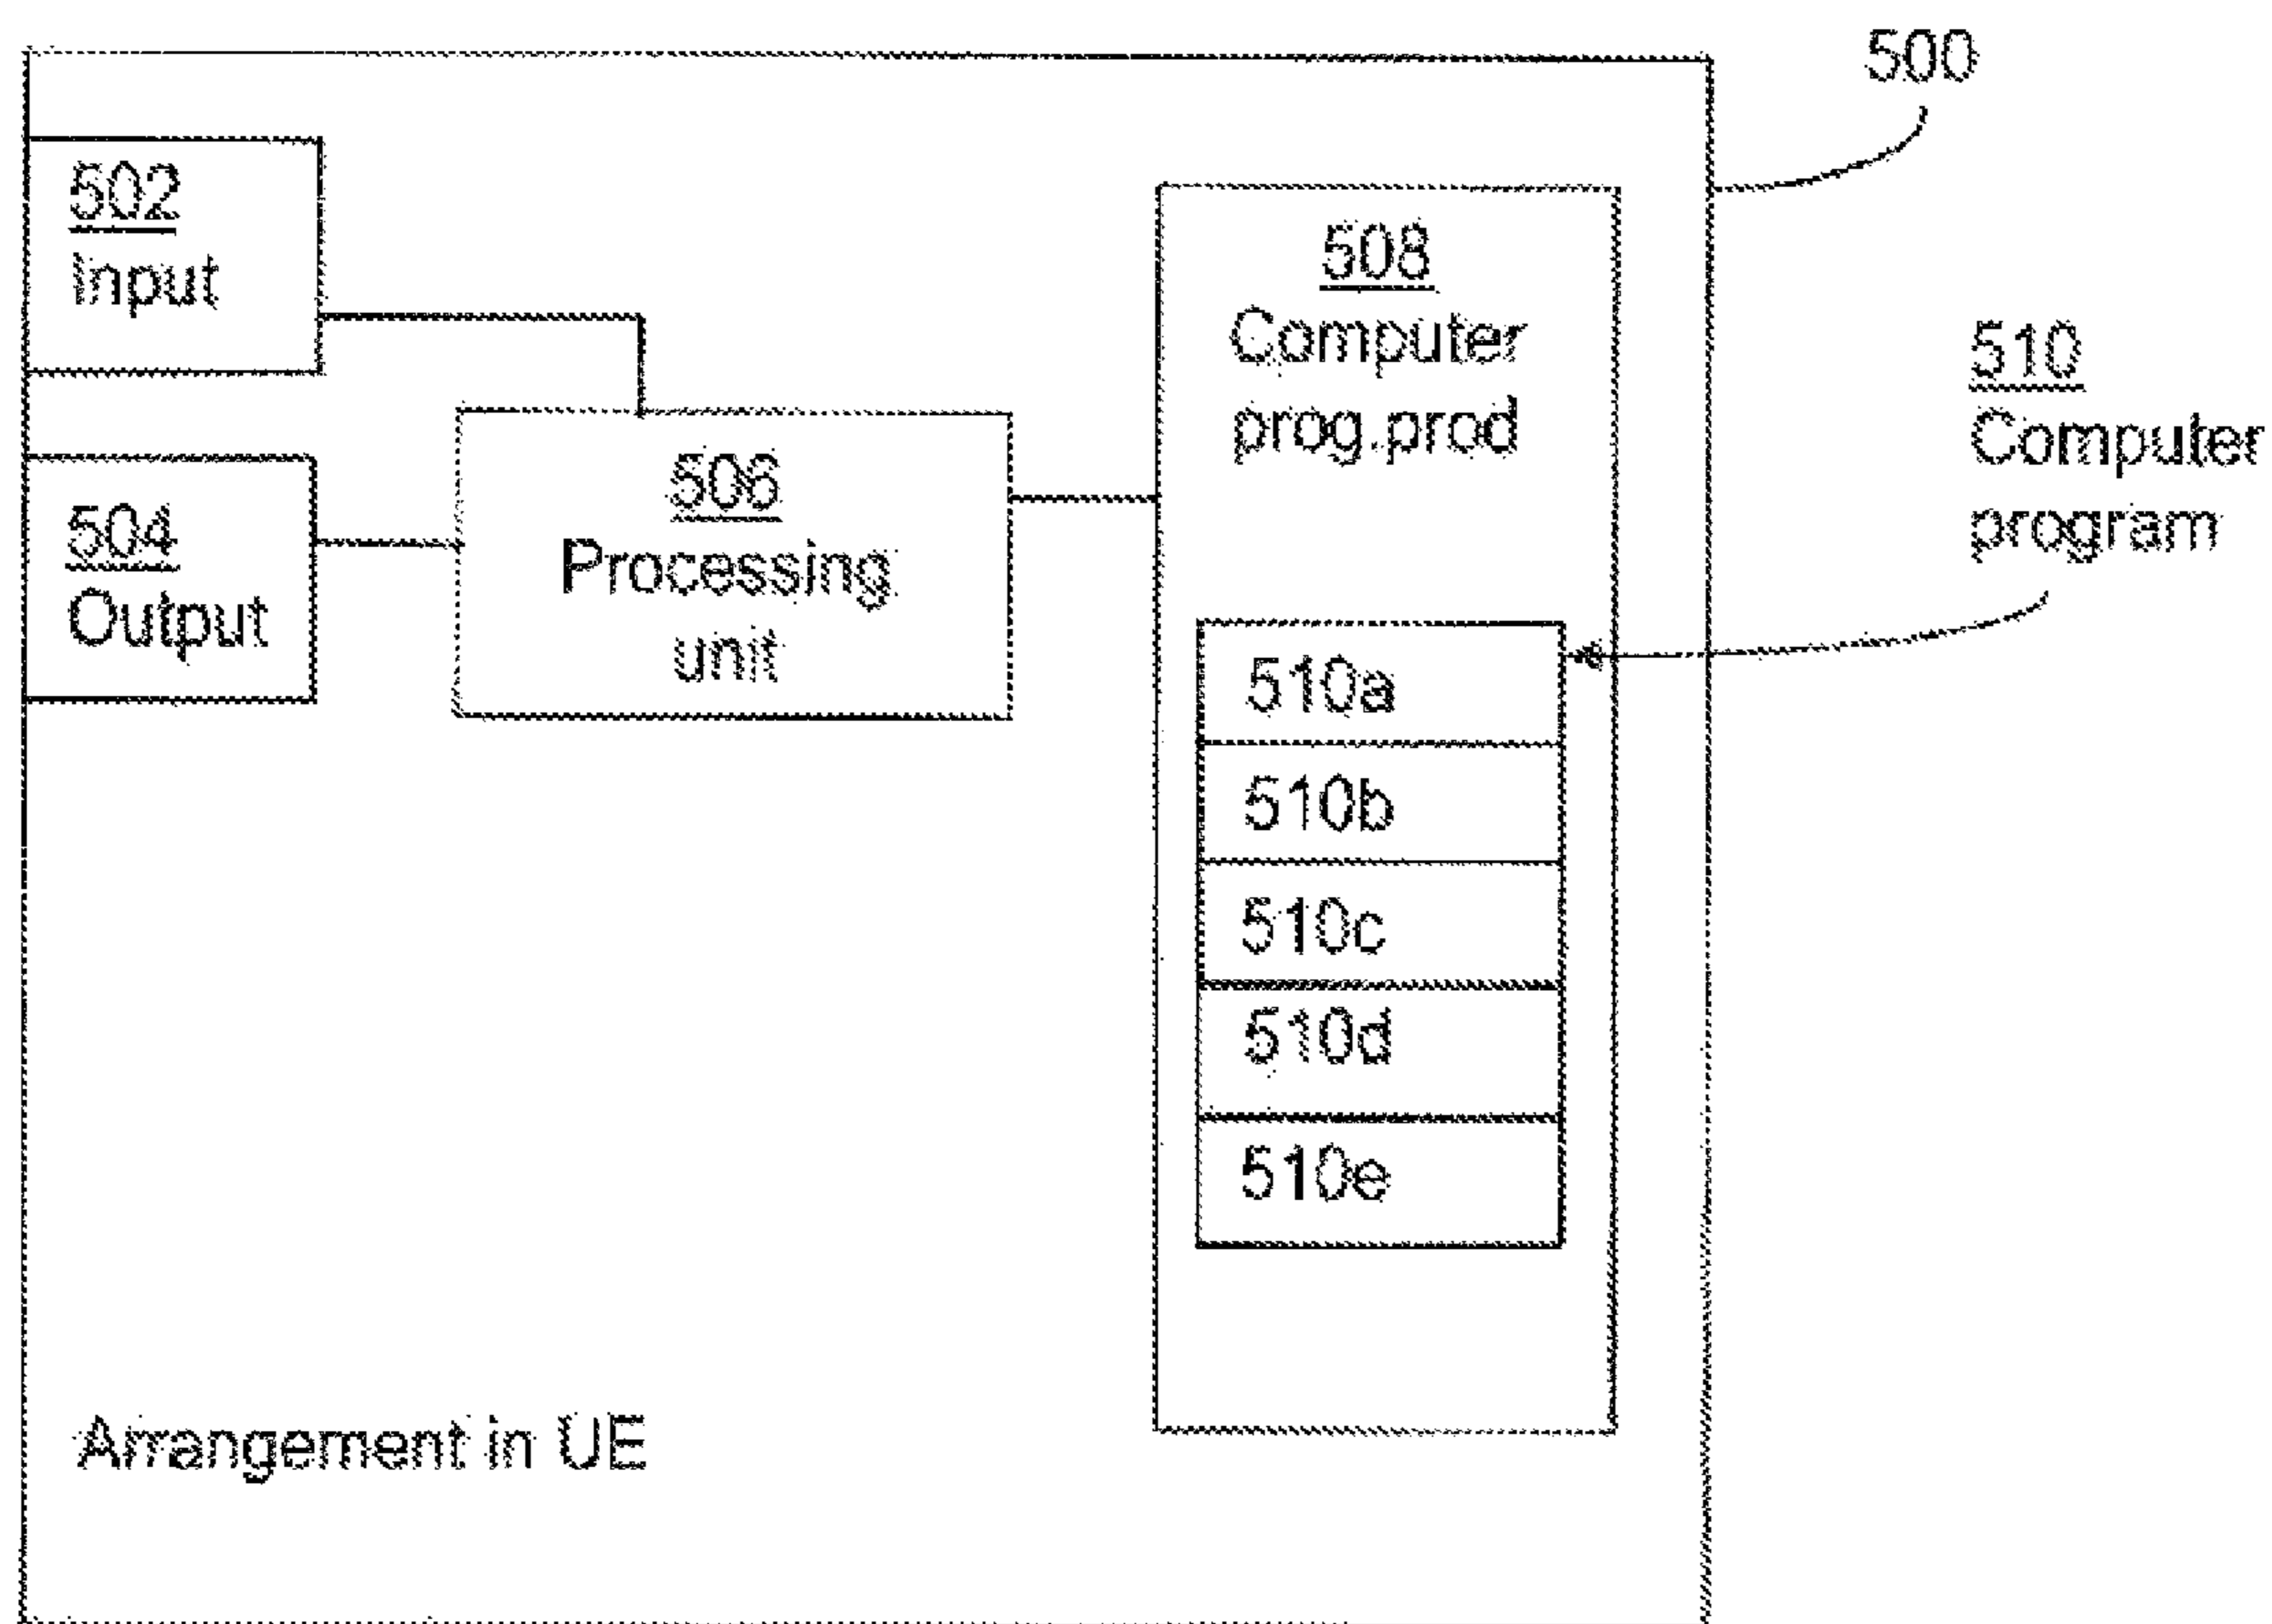 500
502
Input
504
Output
506
Processing
unit
508
Computer
prog.prod
510
Computer
program
510a
510b
510c
510d
510e
Arrangement in UE